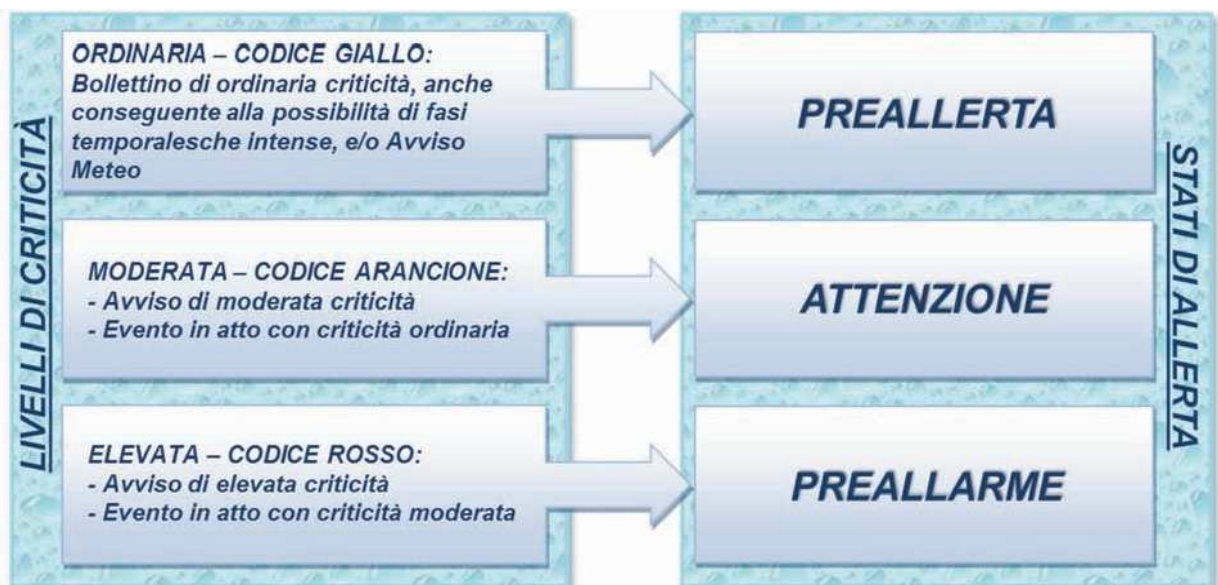 LIVELLI DI CRITICITÀ
ORDINARIA – CODICE GIALLO:
Bollettino di ordinaria criticità, anche
conseguente alla possibilità di fasi
temporalesche intense, e/o Avviso
Meteo
PREALLERTA
MODERATA – CODICE ARANCIONE:
- Avviso di moderata criticità
- Evento in atto con criticità ordinaria
ATTENZIONE
ELEVATA – CODICE ROSSO:
- Avviso di elevata criticità
- Evento in atto con criticità moderata
PREALLARME
STATI DI ALLERTA